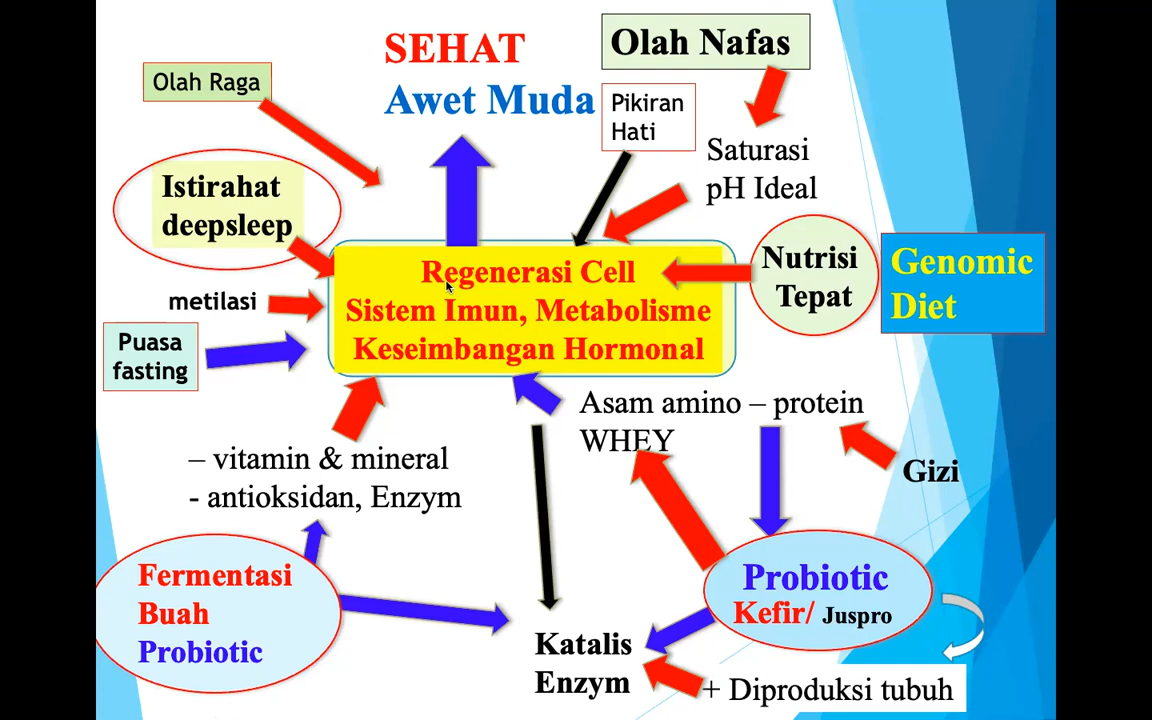 SEHAT
Awet Muda
Olah Nafas
Olah Raga
Pikiran
Hati
Saturasi
pH Ideal
Istirahat
deepsleep
metilasi
Puasa
fasting
Regenerasi Cell
Sistem Imun, Metabolisme
Keseimbangan Hormonal
Nutrisi
Tepat
Genomic
Diet
Asam amino – protein
WHEY
Gizi
– vitamin & mineral
- antioksidan, Enzym
Fermentasi
Buah
Probiotic
Probiotic
Kefir/ Juspro
Katalis
Enzym
+ Diproduksi tubuh